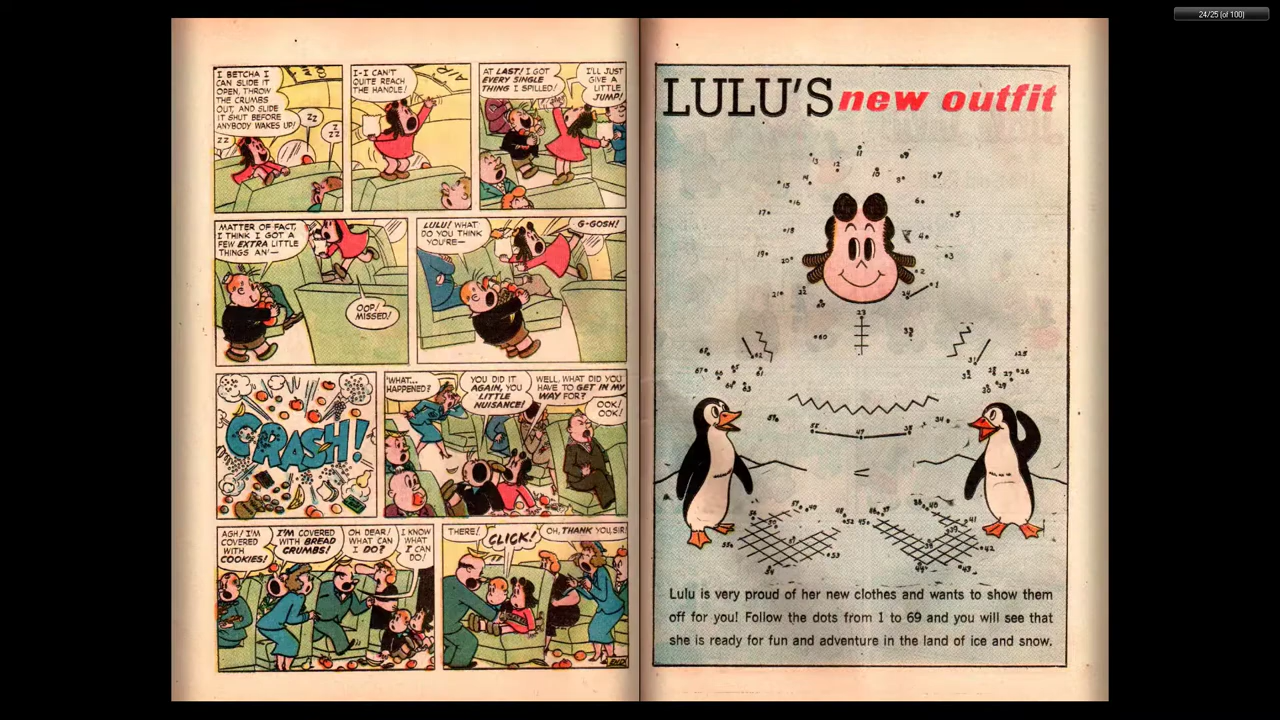 24/25 (of 100)
I BETCHA I
CAN SLIDE IT
OPEN, THROW
THE CRUMBS
OUT, AND SLIDE
IT SHUT BEFORE
ANYBODY WAKES UP!
ZZ
Z
ZZ
ZZ
I-I CAN'T
QUITE REACH
THE HANDLE!
AT LAST! I GOT
EVERY SINGLE
THING I SPILLED!
I'LL JUST
GIVE A
LITTLE
JUMP!
MATTER OF FACT,
I THINK I GOT A
FEW EXTRA LITTLE
THINGS AN'—
OOP!
MISSED!
LULU! WHAT
DO YOU THINK
YOU'RE—
G-GOSH!
CRASH!
'WHAT...
HAPPENED?
YOU DID IT
AGAIN, YOU
LITTLE
NUISANCE!
WELL, WHAT DID YOU
HAVE TO GET IN MY
WAY FOR?
OOK!
OOK!
AGH! I'M
COVERED
WITH
COOKIES!
I'M COVERED
WITH BREAD
CRUMBS!
OH DEAR!
WHAT CAN
I DO?
I KNOW
WHAT
I CAN
DO!
THERE!
CLICK!
OH, THANK YOU, SIR!
LULU'S new outfit
Lulu is very proud of her new clothes and wants to show them
off for you! Follow the dots from 1 to 69 and you will see that
she is ready for fun and adventure in the land of ice and snow.